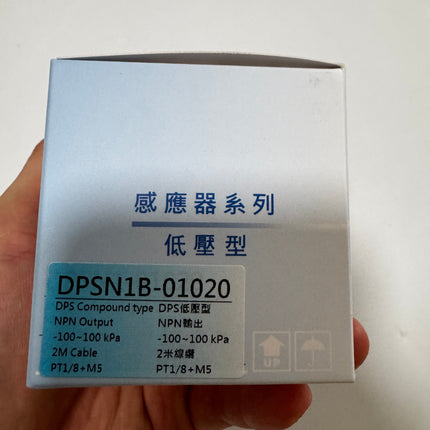 感應器系列
低壓型
DPSN1B-01020
DPS Compound type DPS低壓型
NPN Output NPN輸出
-100~100 kPa -100~100 kPa
2M Cable 2米線纜
PT1/8+M5 PT1/8+M5
UP